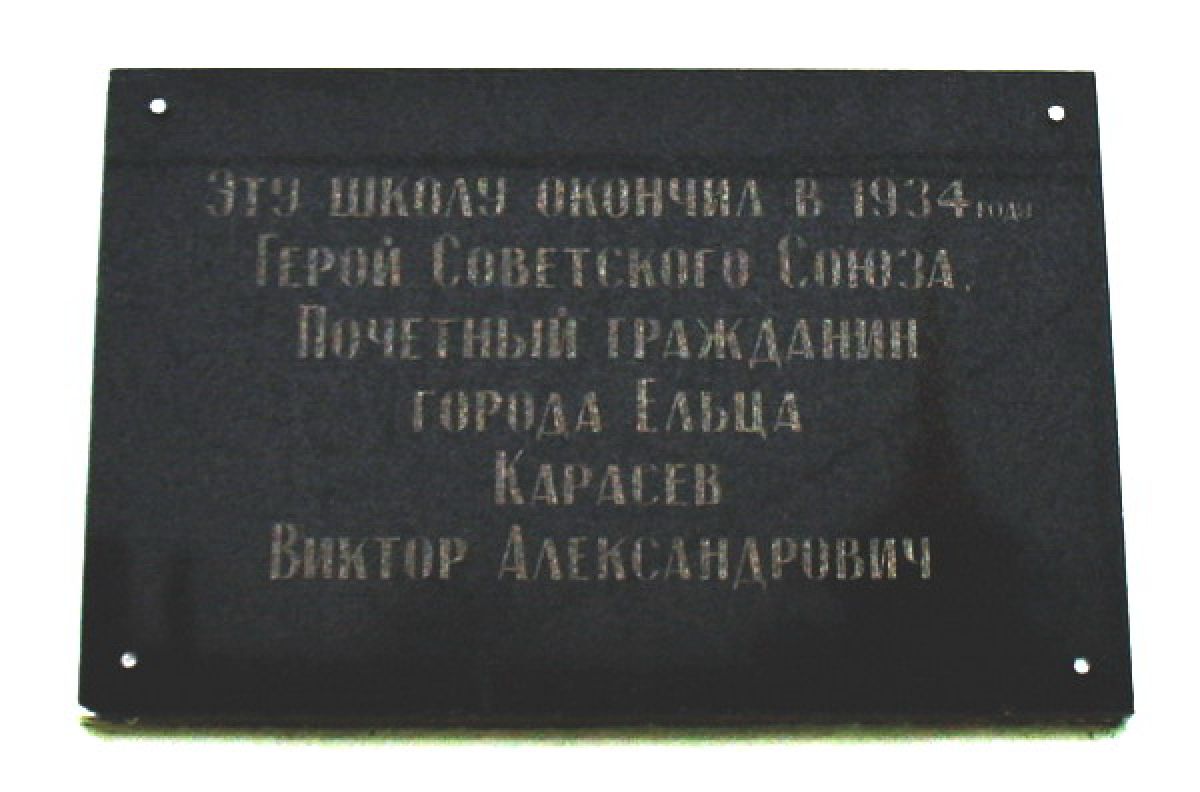 Эту школу окончил в 1934 году
Герой Советского Союза,
Почетный гражданин
города Ельца
Карасев
Виктор Александрович